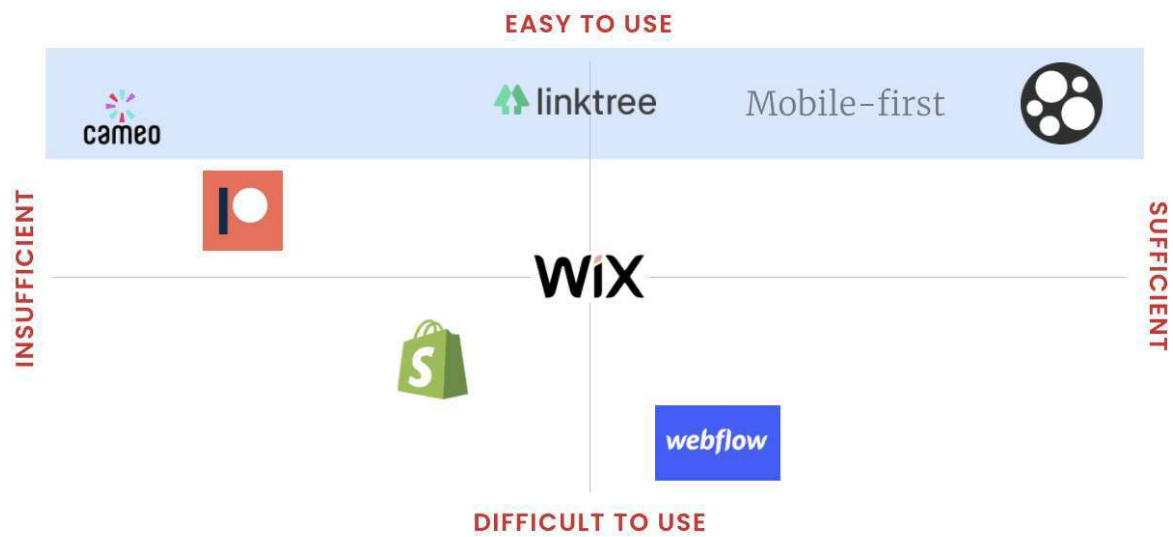 EASY TO USE
cameo
linktree
Mobile-first
INSUFFICIENT
WiX
SUFFICIENT
S
webflow
DIFFICULT TO USE